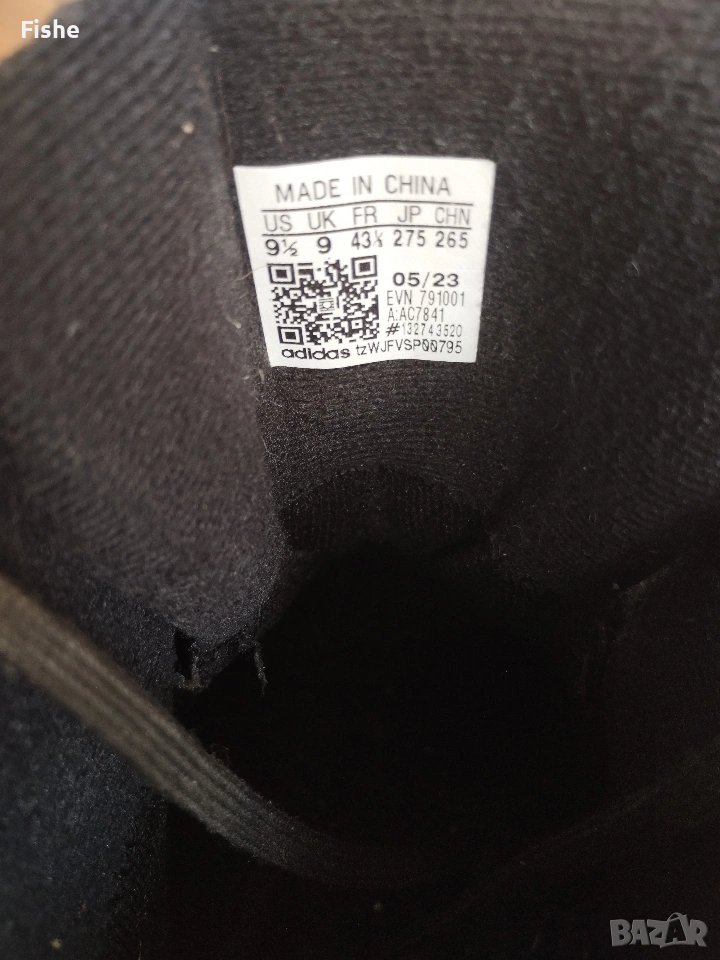 Fishe
MADE IN CHINA
US UK FR JP CHN
9½ 9 43⅓ 275 265
05/23
EVN 791001
A:AC7841
#132743520
adidas tzWJFVSP00795
BAZAR